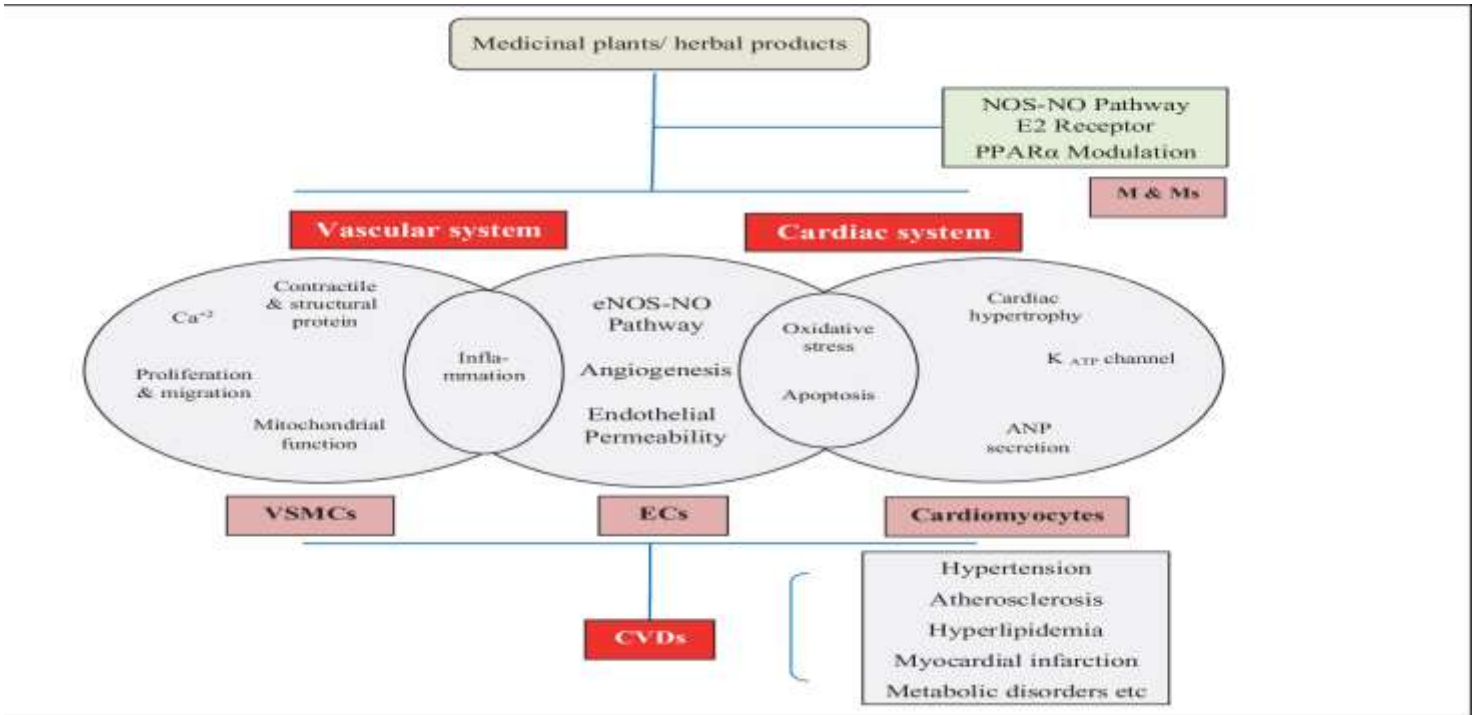 Medicinal plants/ herbal products
NOS-NO Pathway
E2 Receptor
PPARα Modulation
M & Ms
Vascular system
Cardiac system
Contractile
& structural
protein
Ca⁺²
Proliferation
& migration
Mitochondrial
function
Infla-
mmation
eNOS-NO
Pathway
Angiogenesis
Endothelial
Permeability
Oxidative
stress
Apoptosis
Cardiac
hypertrophy
K ATP channel
ANP
secretion
VSMCs
ECs
Cardiomyocytes
CVDs
Hypertension
Atherosclerosis
Hyperlipidemia
Myocardial infarction
Metabolic disorders etc